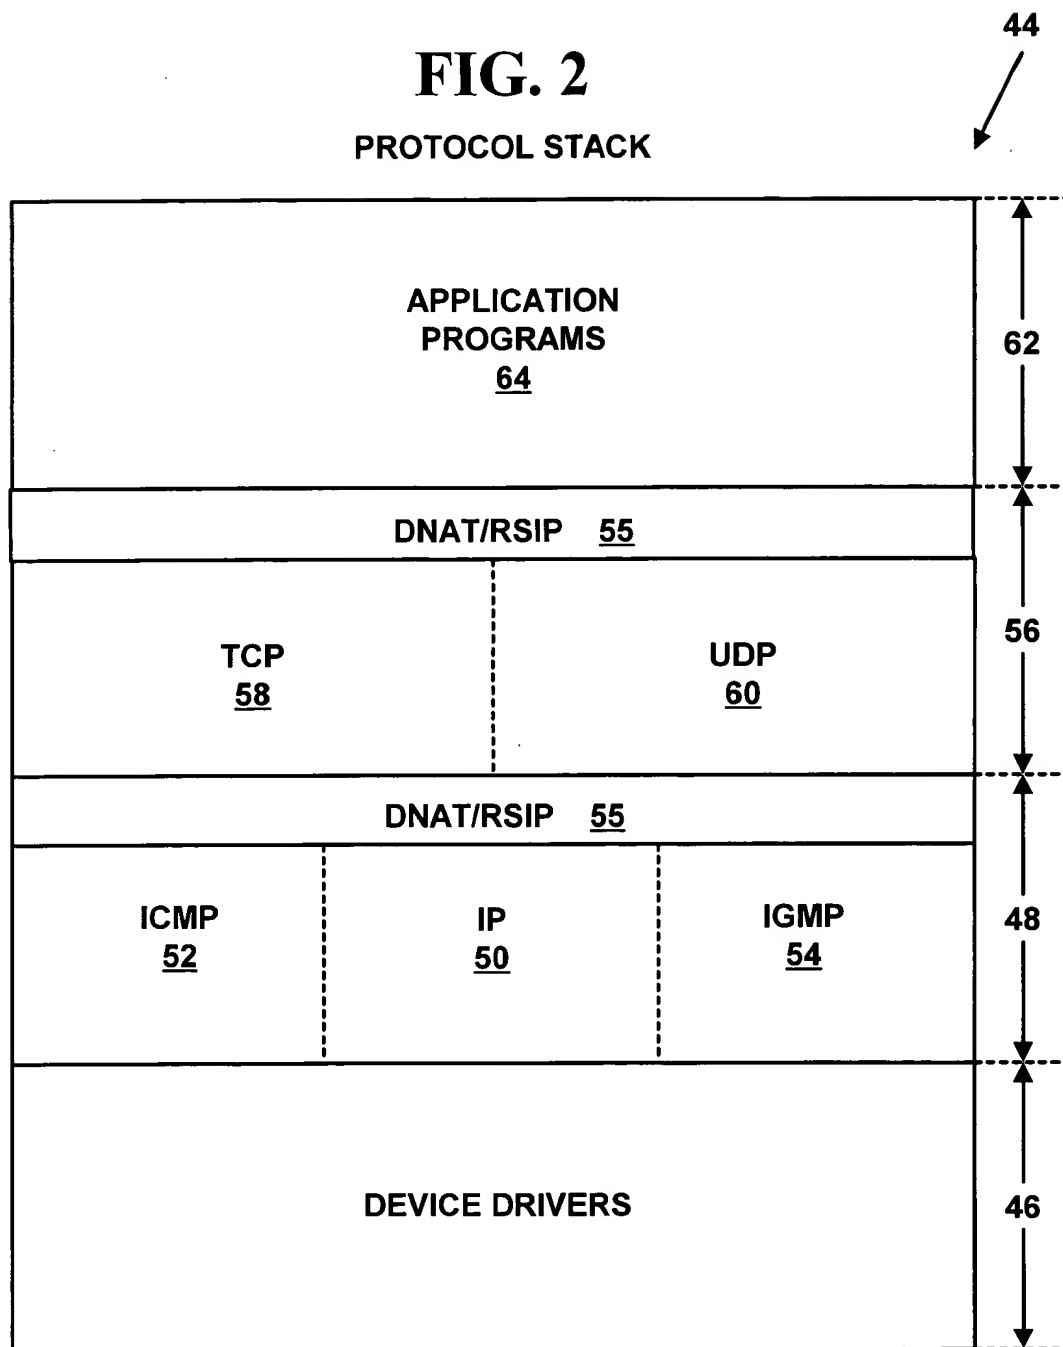 44
FIG. 2
PROTOCOL STACK
APPLICATION
PROGRAMS
64
62
DNAT/RSIP 55
56
TCP
58
UDP
60
DNAT/RSIP 55
48
ICMP
52
IP
50
IGMP
54
DEVICE DRIVERS
46